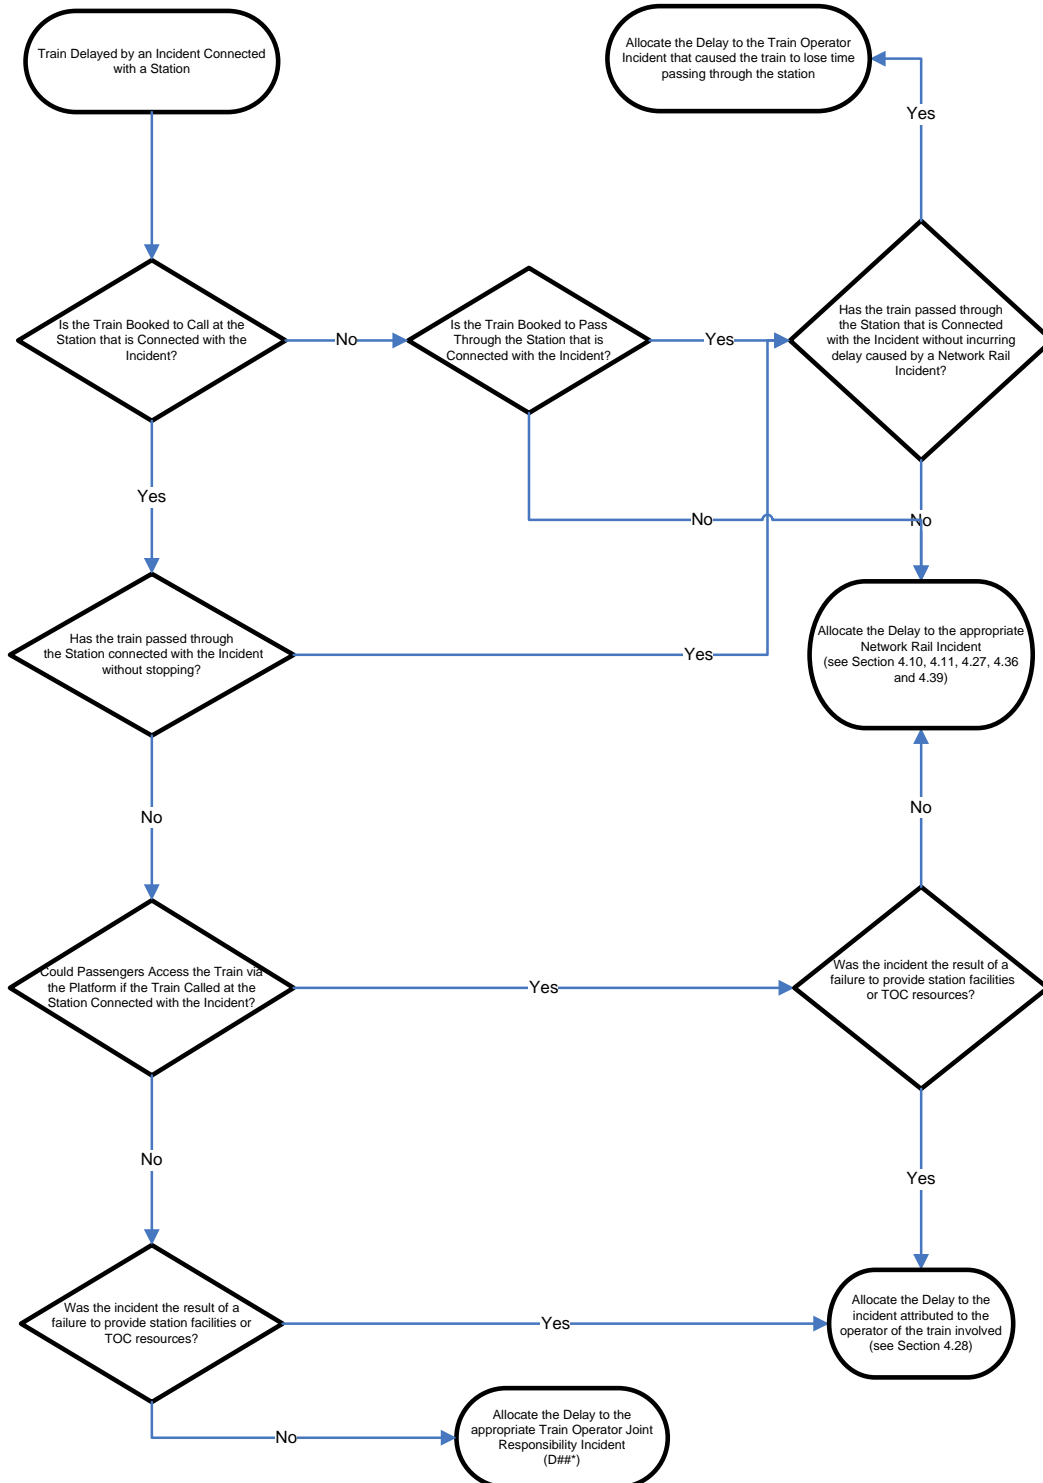 Train Delayed by an Incident Connected
with a Station
Allocate the Delay to the Train Operator
Incident that caused the train to lose time
passing through the station
Yes
Is the Train Booked to Call at the
Station that is Connected with the
Incident?
No
Is the Train Booked to Pass
Through the Station that is
Connected with the Incident?
Yes
Has the train passed through
the Station that is Connected
with the Incident without incurring
delay caused by a Network Rail
Incident?
Yes
No
No
Has the train passed through
the Station connected with the Incident
without stopping?
Yes
Allocate the Delay to the appropriate
Network Rail Incident
(see Section 4.10, 4.11, 4.27, 4.36
and 4.39)
No
No
Could Passengers Access the Train via
the Platform if the Train Called at the
Station Connected with the Incident?
Yes
Was the incident the result of a
failure to provide station facilities
or TOC resources?
No
Yes
Was the incident the result of a
failure to provide station facilities or
TOC resources?
Yes
Allocate the Delay to the
incident attributed to the
operator of the train involved
(see Section 4.28)
No
Allocate the Delay to the
appropriate Train Operator Joint
Responsibility Incident
(D##*)